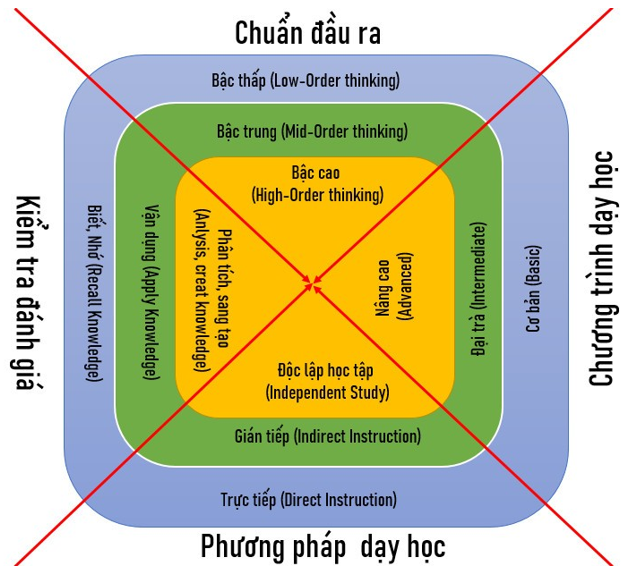 Chuẩn đầu ra
Bậc thấp (Low-Order thinking)
Bậc trung (Mid-Order thinking)
Bậc cao
(High-Order thinking)
Kiểm tra đánh giá
Biết, Nhớ (Recall Knowledge)
Vận dụng (Apply Knowledge)
Phân tích, sang tạo
(Anlysis, creat knowledge)
Nâng cao
(Advanced)
Đại trà (Intermediate)
Cơ bản (Basic)
Chương trình dạy học
Độc lập học tập
(Independent Study)
Gián tiếp (Indirect Instruction)
Trực tiếp (Direct Instruction)
Phương pháp dạy học